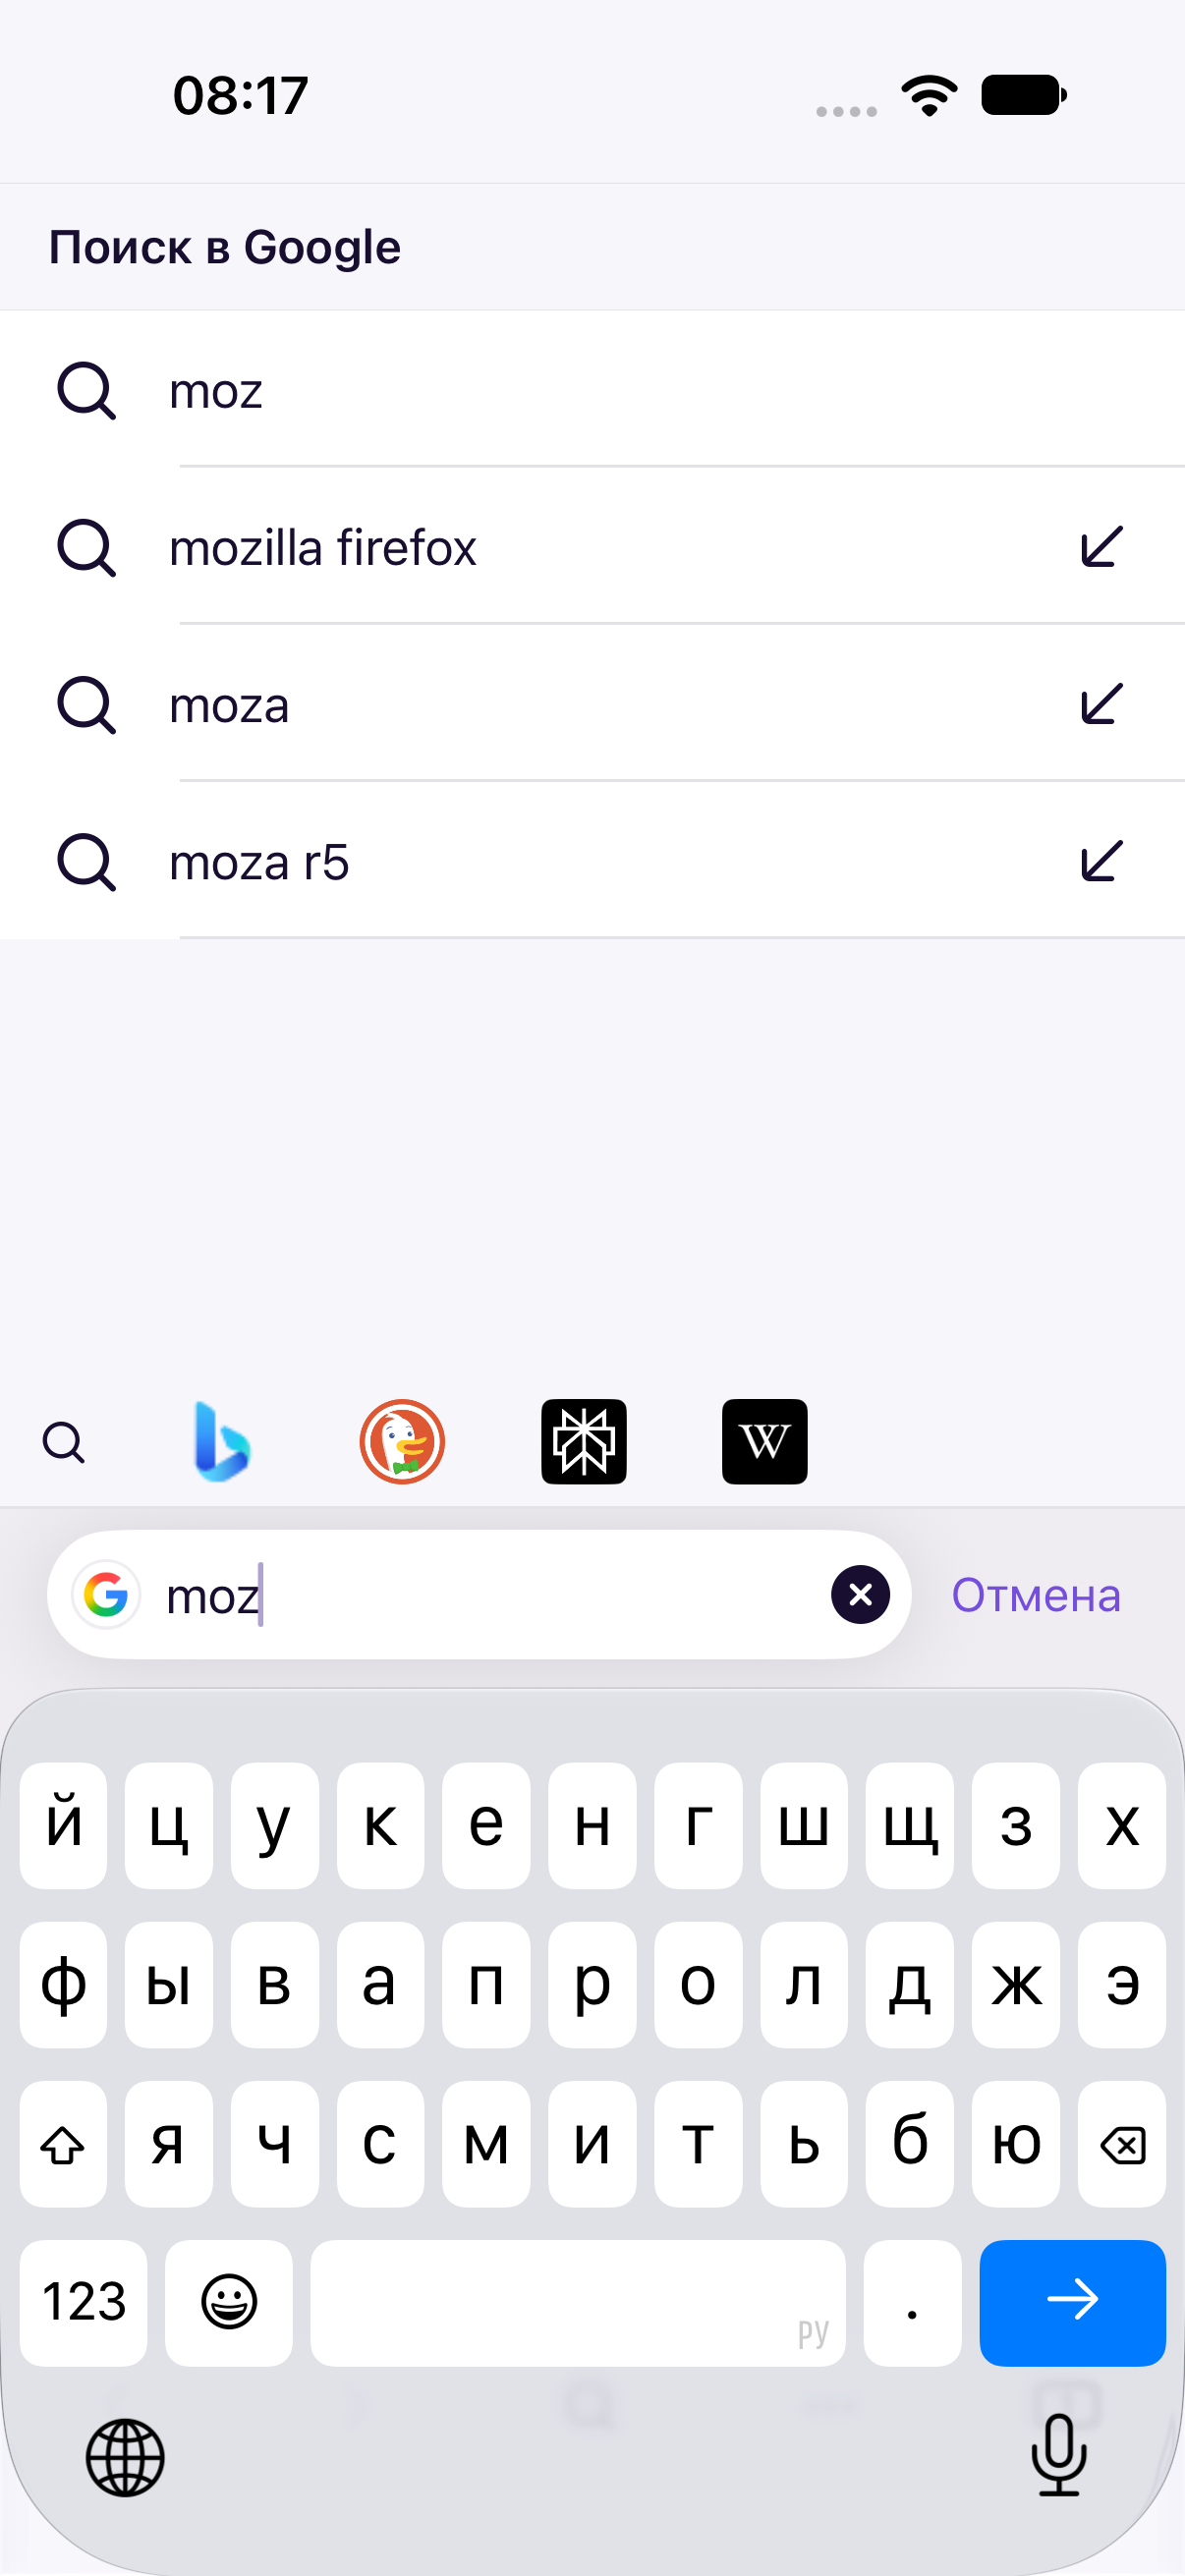 08:17
Поиск в Google
moz
mozilla firefox
moza
moza r5
W
moz
Отмена
й ц у к е н г ш щ з х
ф ы в а п р о л д ж э
я ч с м и т ь б ю
123 РУ .